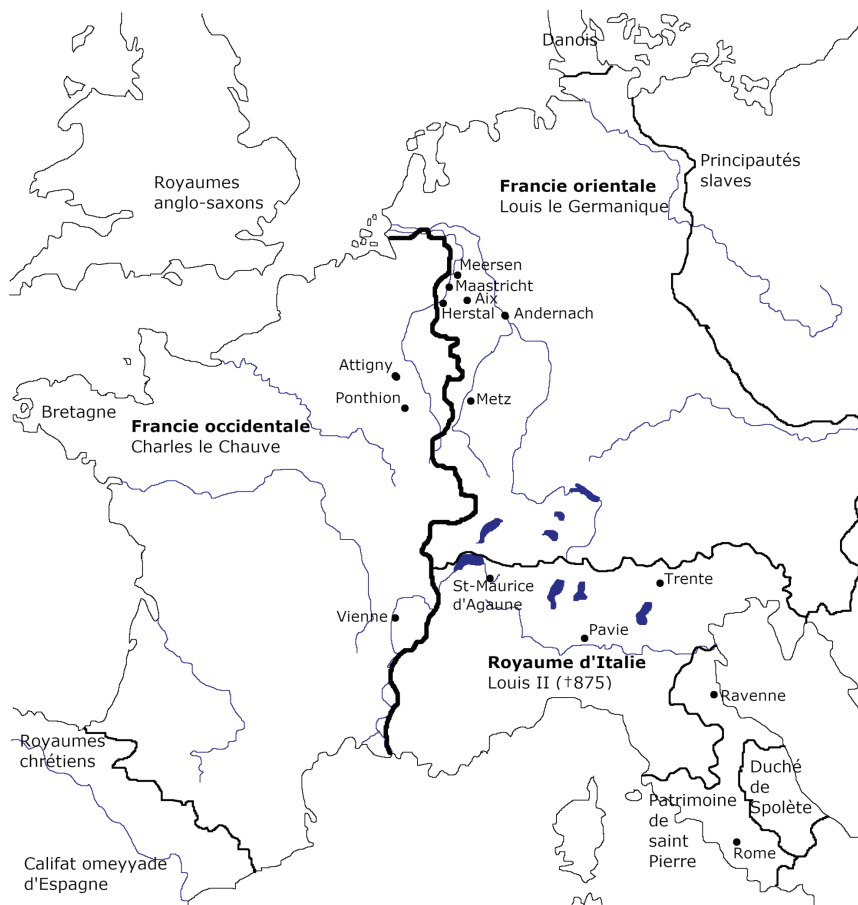 Danois
Royaumes
anglo-saxons
Francie orientale
Louis le Germanique
Principautés
slaves
Meersen
Maastricht
Aix
Herstal
Andernach
Attigny
Ponthion
Metz
Bretagne
Francie occidentale
Charles le Chauve
St-Maurice
d'Agaune
Trente
Vienne
Pavie
Royaume d'Italie
Louis II (†875)
Ravenne
Royaumes
chrétiens
Duché
de
Spolète
Patrimoine
de
saint
Pierre
Rome
Califat omeyyade
d'Espagne